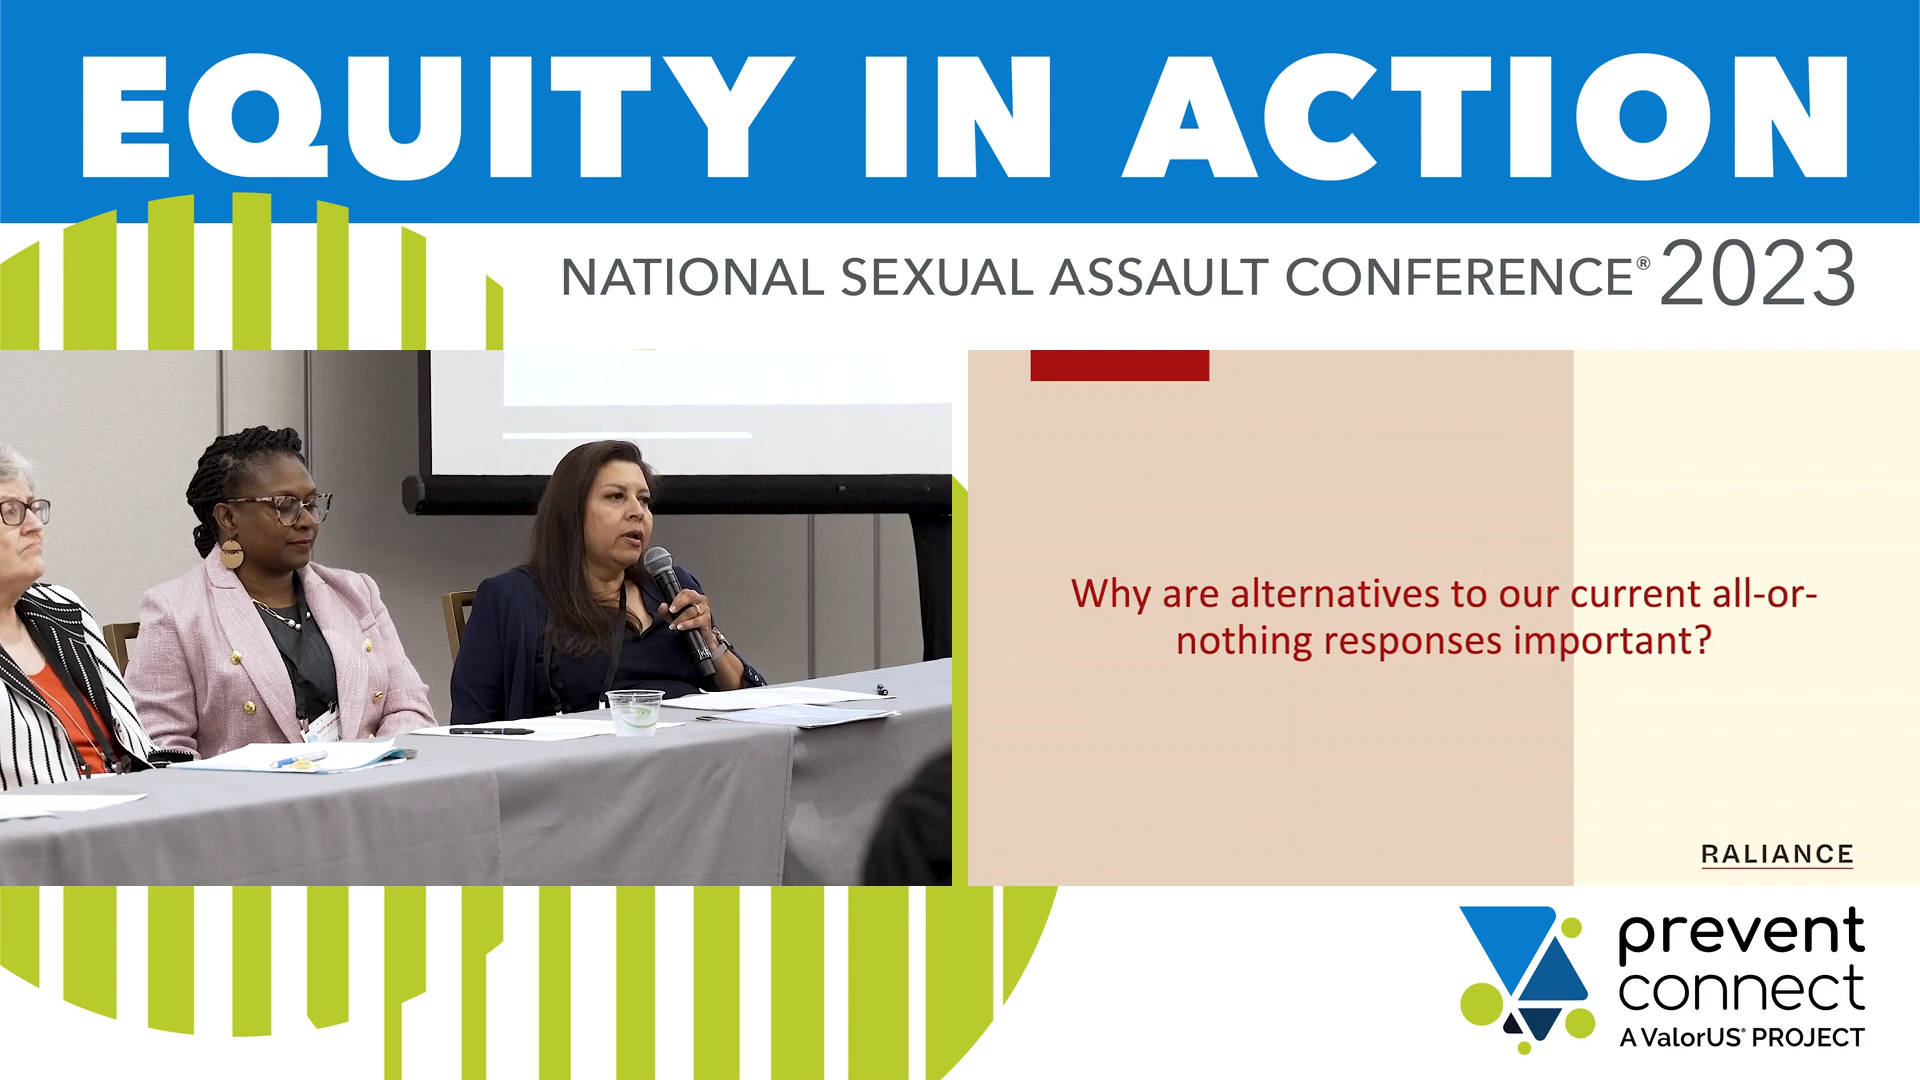 EQUITY IN ACTION
NATIONAL SEXUAL ASSAULT CONFERENCE® 2023
Why are alternatives to our current all-or-
nothing responses important?
RALIANCE
prevent
connect
A ValorUS® PROJECT